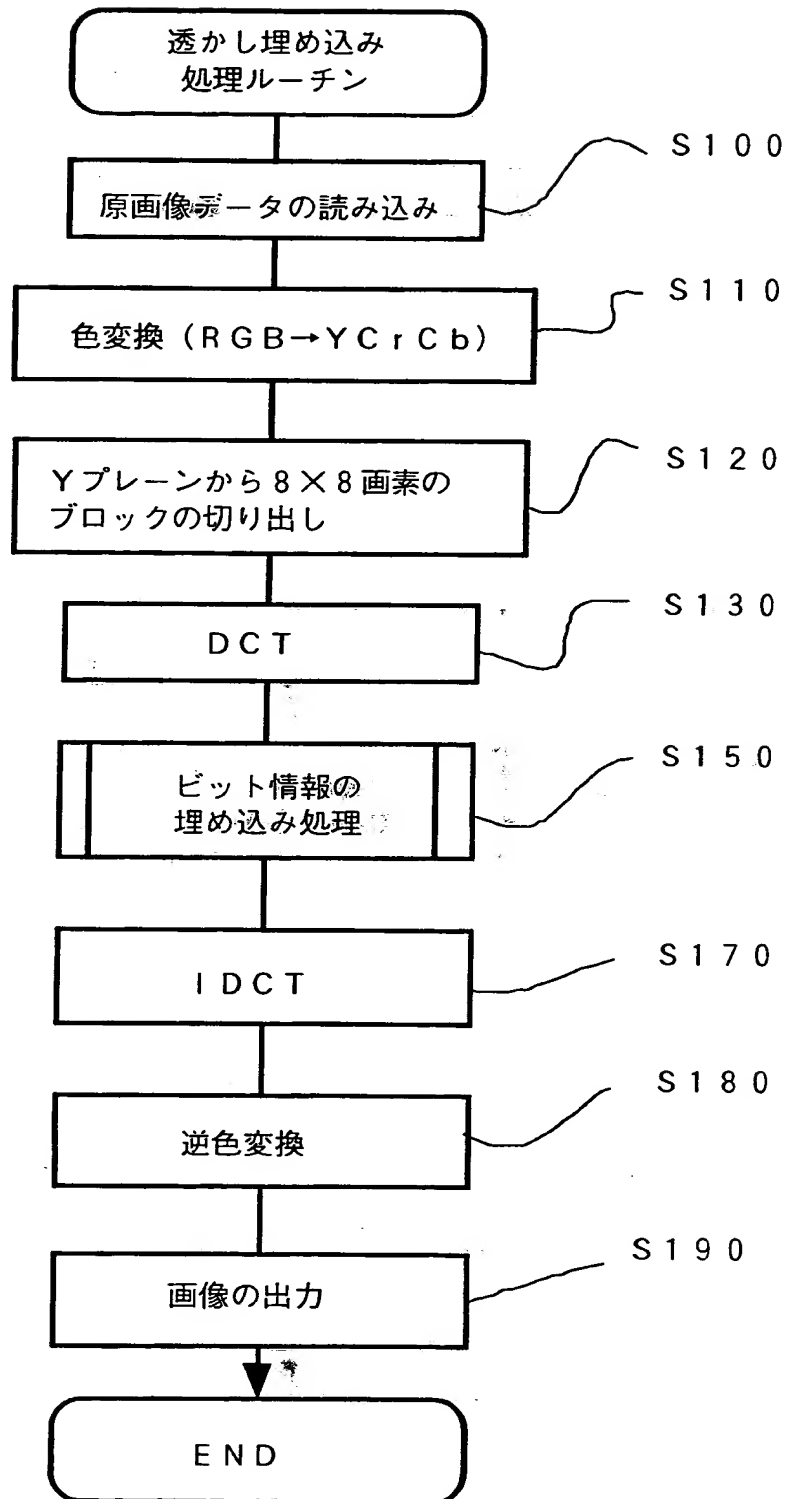 透かし埋め込み
処理ルーチン
S100
原画像データの読み込み
S110
色変換（RGB→YCrCb）
S120
Yプレーンから8×8画素の
ブロックの切り出し
S130
DCT
S150
ビット情報の
埋め込み処理
S170
IDCT
S180
逆色変換
S190
画像の出力
END